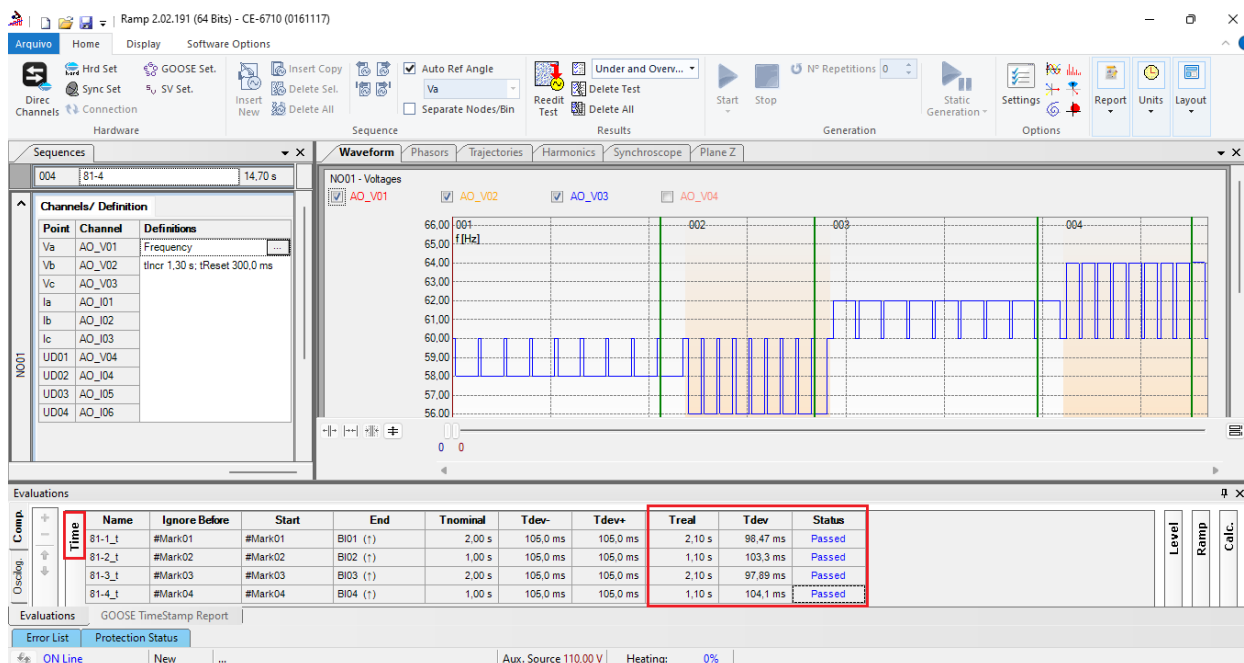 Ramp 2.02.191 (64 Bits) - CE-6710 (0161117)
Arquivo Home Display Software Options
Hrd Set GOOSE Set. Insert Copy Auto Ref Angle Under and Overv... Nº Repetitions 0
Sync Set SV Set. Delete Sel. Va Delete Test
Direc Channels Connection Insert New Delete All Separate Nodes/Bin Reedit Test Delete All Start Stop Static Generation Settings Report Units Layout
Hardware Sequence Results Generation Options
Sequences Waveform Phasors Trajectories Harmonics Synchroscope Plane Z
004 81-4 14,70 s
NO01 - Voltages
AO_V01 AO_V02 AO_V03 AO_V04
NO01
Channels/ Definition
Point Channel Definitions
Va AO_V01 Frequency ...
Vb AO_V02 tIncr 1,30 s; tReset 300,0 ms
Vc AO_V03
Ia AO_I01
Ib AO_I02
Ic AO_I03
UD01 AO_V04
UD02 AO_I04
UD03 AO_I05
UD04 AO_I06
66,00 001 002 003 004
65,00 f [Hz]
64,00
63,00
62,00
61,00
60,00
59,00
58,00
57,00
56,00
0 0
Evaluations
Comp. Oscilog. Time
Name Ignore Before Start End Tnominal Tdev- Tdev+ Treal Tdev Status
81-1_t #Mark01 #Mark01 BI01 (↑) 2,00 s 105,0 ms 105,0 ms 2,10 s 98,47 ms Passed
81-2_t #Mark02 #Mark02 BI02 (↑) 1,00 s 105,0 ms 105,0 ms 1,10 s 103,3 ms Passed
81-3_t #Mark03 #Mark03 BI03 (↑) 2,00 s 105,0 ms 105,0 ms 2,10 s 97,89 ms Passed
81-4_t #Mark04 #Mark04 BI04 (↑) 1,00 s 105,0 ms 105,0 ms 1,10 s 104,1 ms Passed
Level Ramp Calc.
Evaluations GOOSE TimeStamp Report
Error List Protection Status
ON Line New ... Aux. Source 110.00 V Heating: 0%